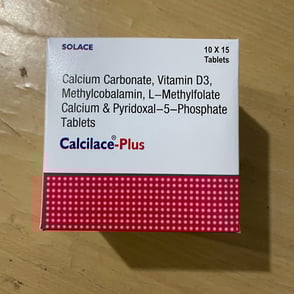 SOLACE
10 X 15
Tablets
Calcium Carbonate, Vitamin D3,
Methylcobalamin, L–Methylfolate
Calcium & Pyridoxal–5–Phosphate
Tablets
Calcilace®-Plus